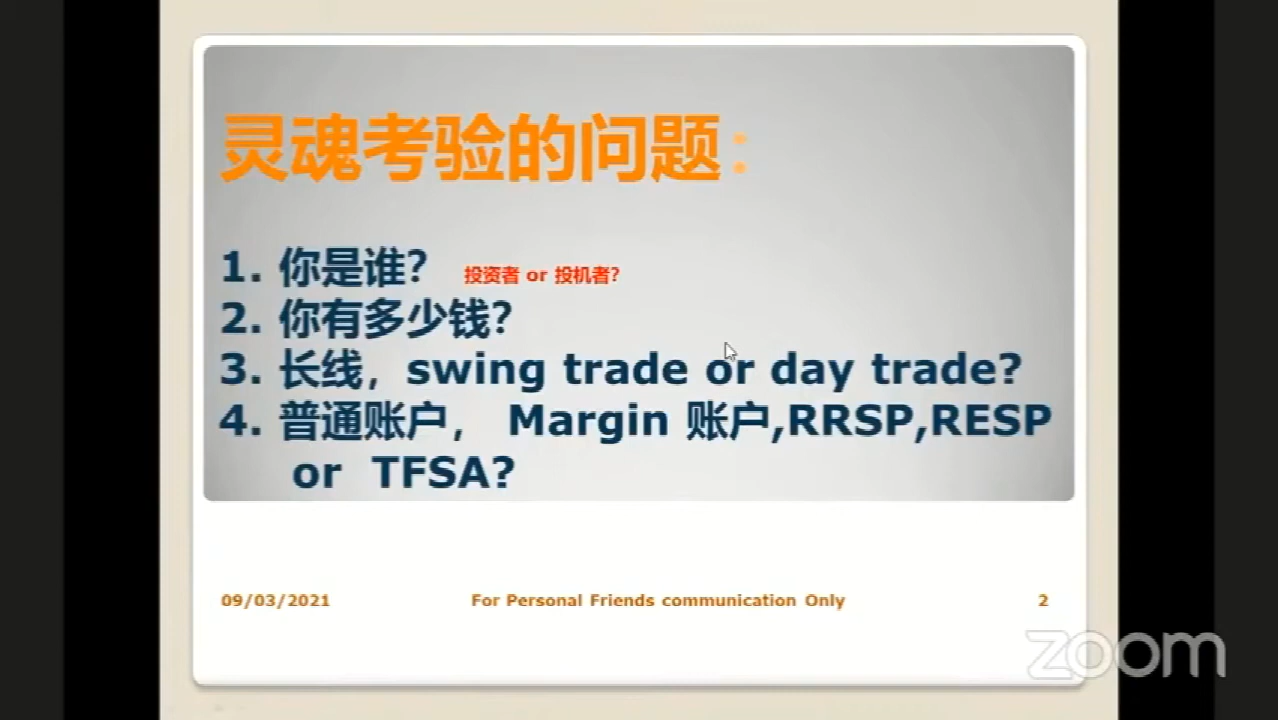 灵魂考验的问题：
1. 你是谁？ 投资者 or 投机者?
2. 你有多少钱？
3. 长线，swing trade or day trade?
4. 普通账户， Margin 账户,RRSP,RESP
or TFSA?
09/03/2021 For Personal Friends communication Only 2
zoom